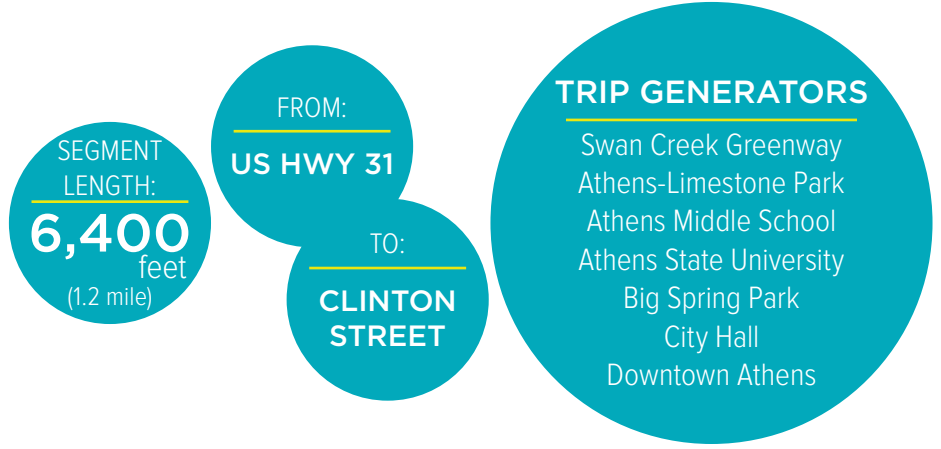 SEGMENT
LENGTH:
6,400
feet
(1.2 mile)
FROM:
US HWY 31
TO:
CLINTON
STREET
TRIP GENERATORS
Swan Creek Greenway
Athens-Limestone Park
Athens Middle School
Athens State University
Big Spring Park
City Hall
Downtown Athens